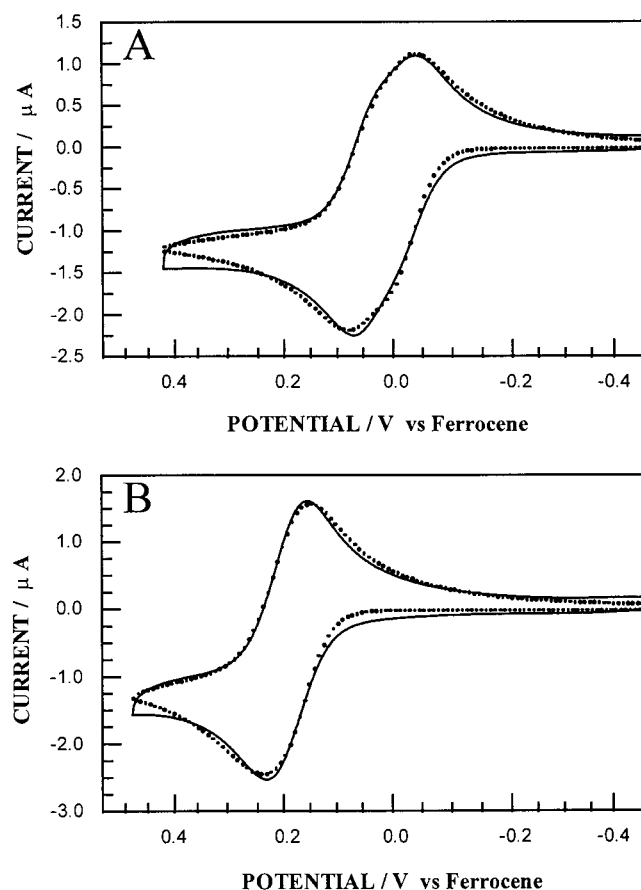 A
CURRENT / μ A
1.5
1.0
0.5
0.0
-0.5
-1.0
-1.5
-2.0
-2.5
0.4 0.2 0.0 -0.2 -0.4
POTENTIAL / V vs Ferrocene
B
CURRENT / μ A
2.0
1.0
0.0
-1.0
-2.0
-3.0
0.4 0.2 0.0 -0.2 -0.4
POTENTIAL / V vs Ferrocene